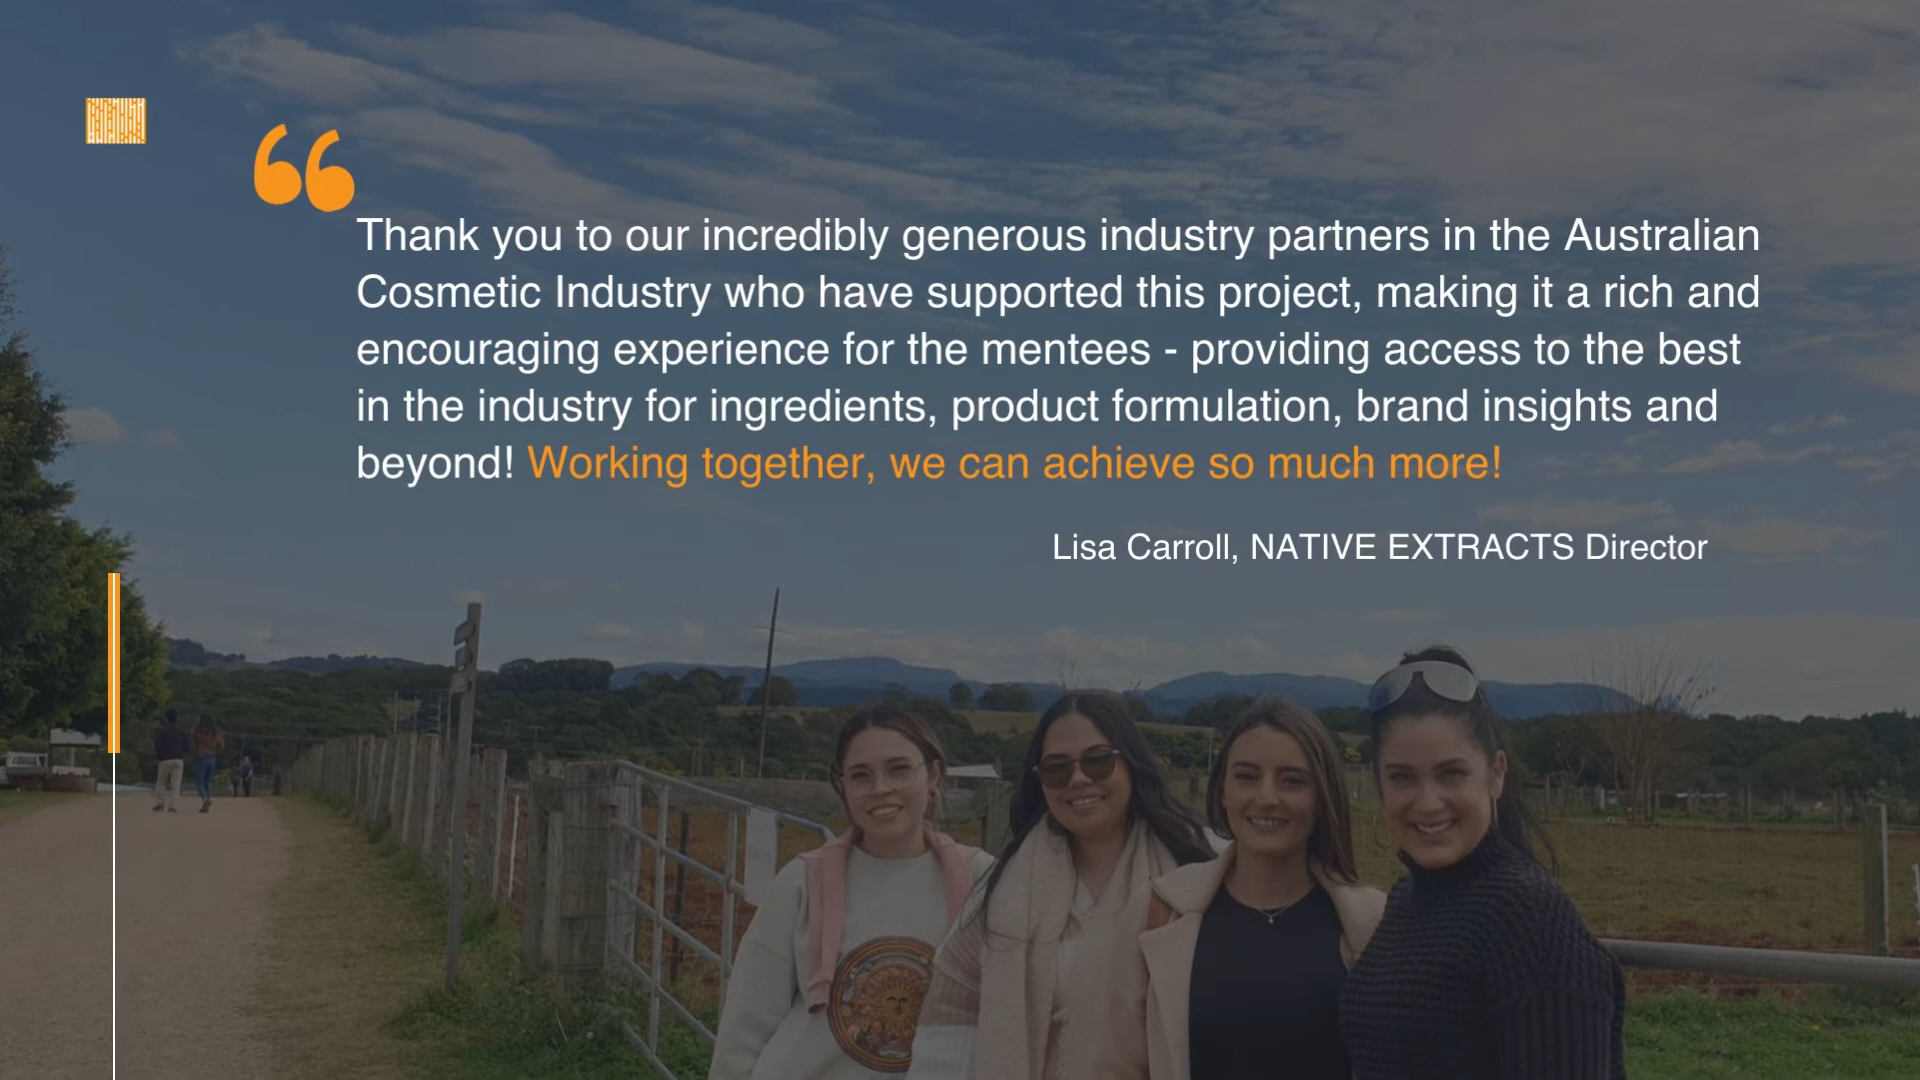 Thank you to our incredibly generous industry partners in the Australian
Cosmetic Industry who have supported this project, making it a rich and
encouraging experience for the mentees - providing access to the best
in the industry for ingredients, product formulation, brand insights and
beyond! Working together, we can achieve so much more!
Lisa Carroll, NATIVE EXTRACTS Director